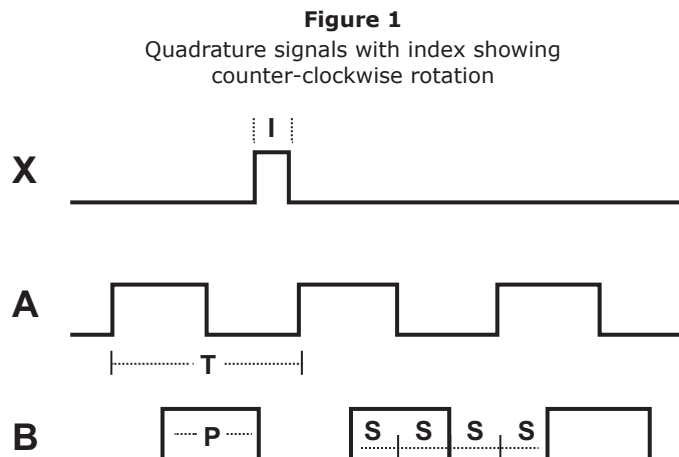 Figure 1
Quadrature signals with index showing
counter-clockwise rotation
I
X
A
T
B
P
S S S S